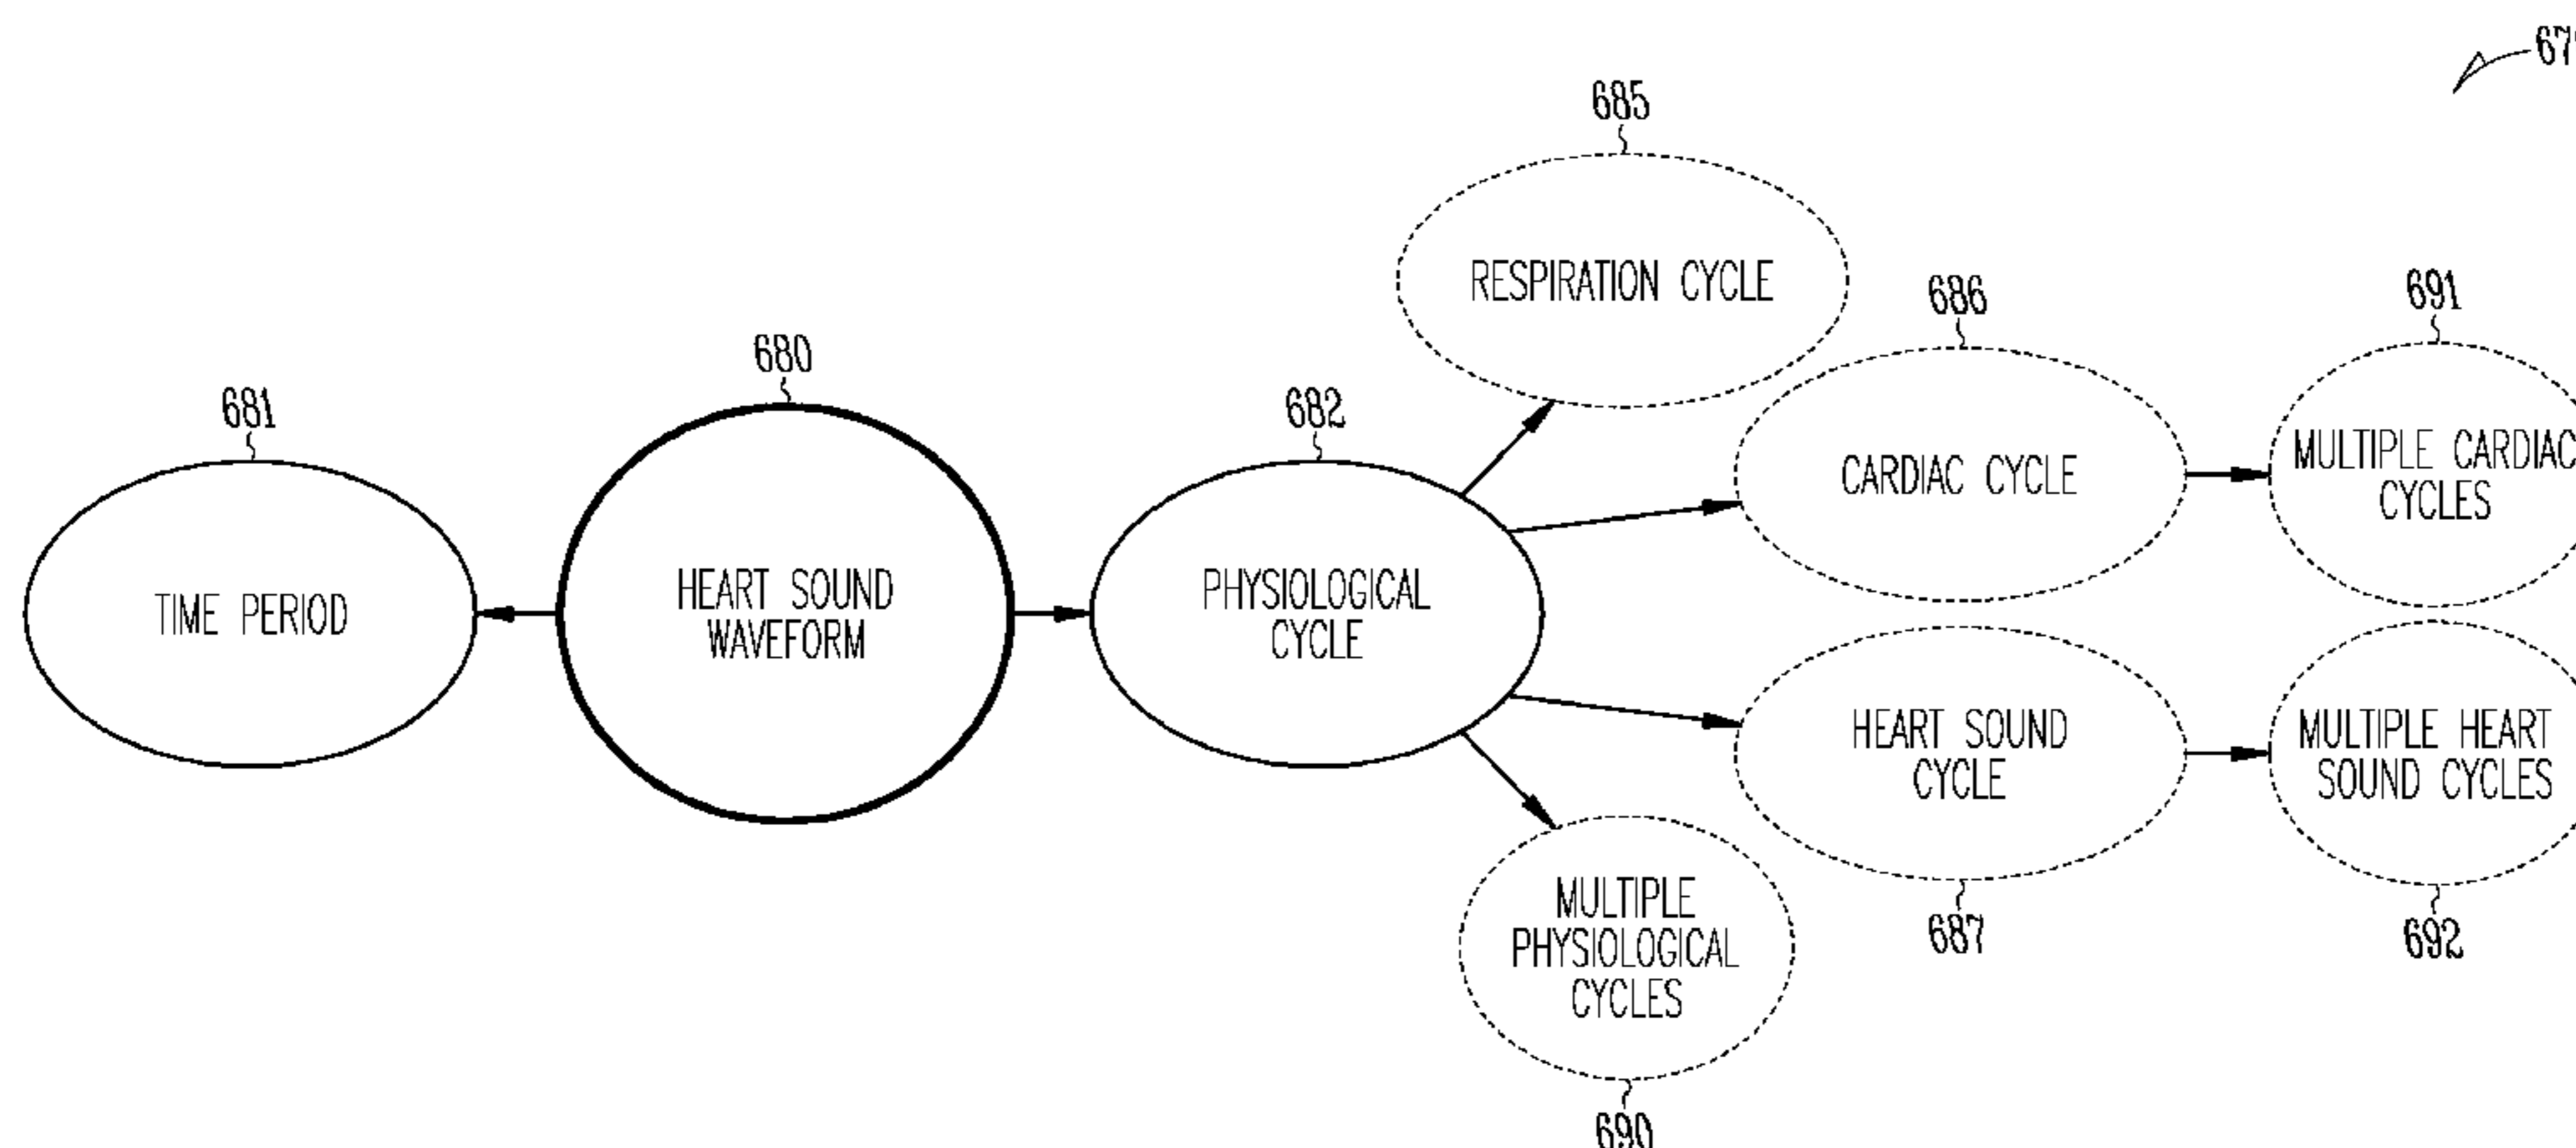 685
RESPIRATION CYCLE
686
691
680
681
682
MULTIPLE CARDIAC
CYCLES
CARDIAC CYCLE
TIME PERIOD
HEART SOUND
WAVEFORM
PHYSIOLOGICAL
CYCLE
HEART SOUND
CYCLE
MULTIPLE HEART
SOUND CYCLES
MULTIPLE
PHYSIOLOGICAL
CYCLES
687
692
690